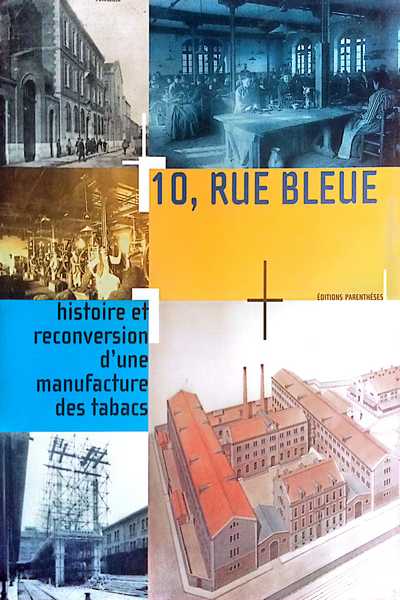 10, RUE BLEUE
ÉDITIONS PARENTHÈSES
histoire et
reconversion
d'une
manufacture
des tabacs